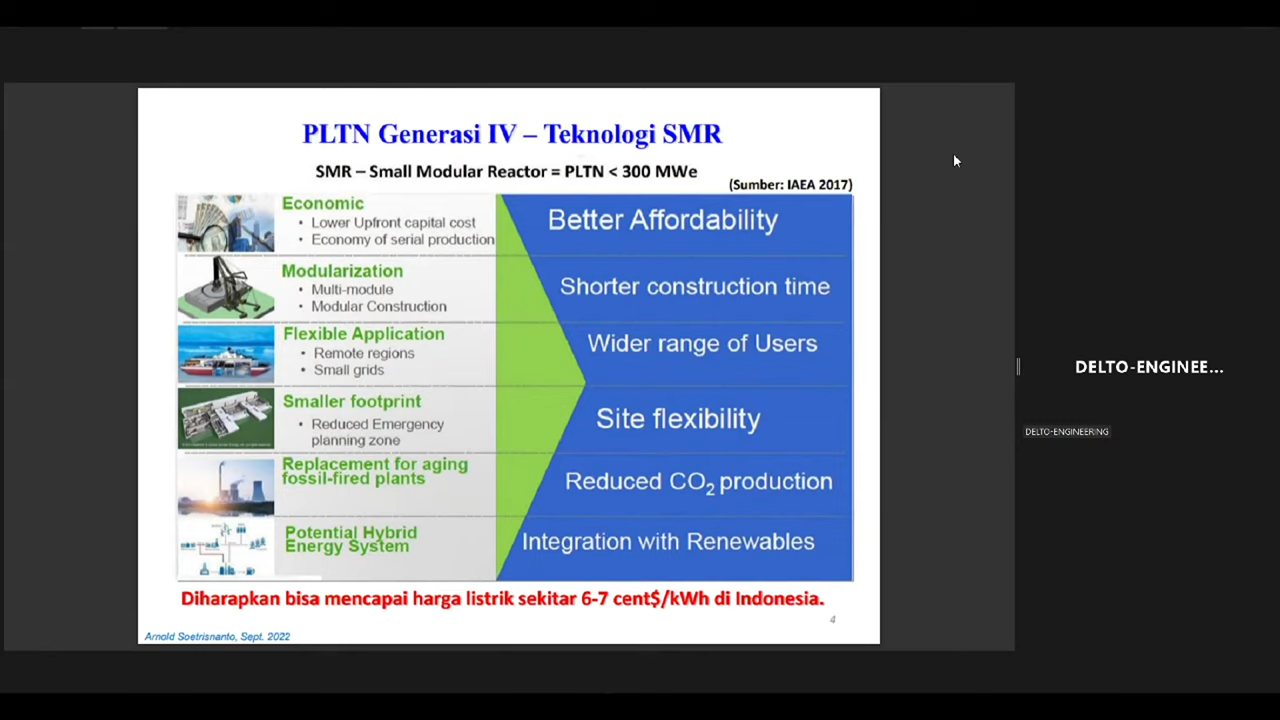 PLTN Generasi IV – Teknologi SMR
SMR – Small Modular Reactor = PLTN < 300 MWe
(Sumber: IAEA 2017)
Economic
• Lower Upfront capital cost
• Economy of serial production
Better Affordability
Modularization
• Multi-module
• Modular Construction
Shorter construction time
Flexible Application
• Remote regions
• Small grids
Wider range of Users
Smaller footprint
• Reduced Emergency
planning zone
Site flexibility
Replacement for aging
fossil-fired plants
Reduced CO₂ production
Potential Hybrid
Energy System
Integration with Renewables
Diharapkan bisa mencapai harga listrik sekitar 6-7 cent$/kWh di Indonesia.
4
Arnold Soetrisnanto, Sept. 2022
DELTO-ENGINEE...
DELTO-ENGINEERING